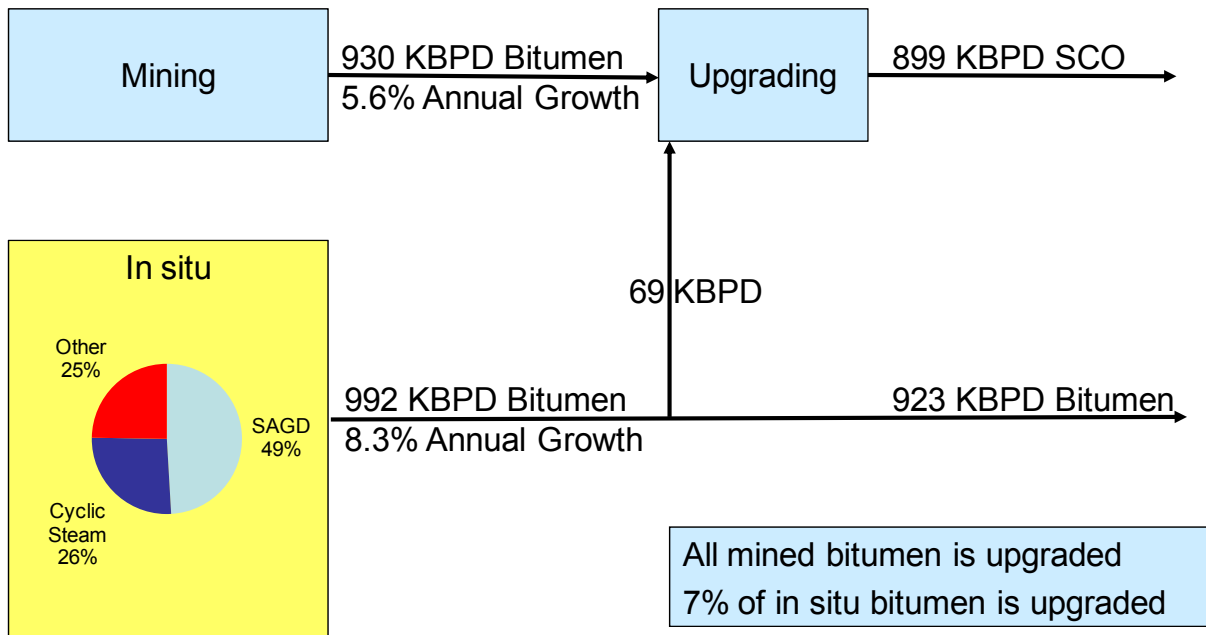 Mining
930 KBPD Bitumen
5.6% Annual Growth
Upgrading
899 KBPD SCO
In situ
Other
25%
SAGD
49%
Cyclic
Steam
26%
69 KBPD
992 KBPD Bitumen
8.3% Annual Growth
923 KBPD Bitumen
All mined bitumen is upgraded
7% of in situ bitumen is upgraded